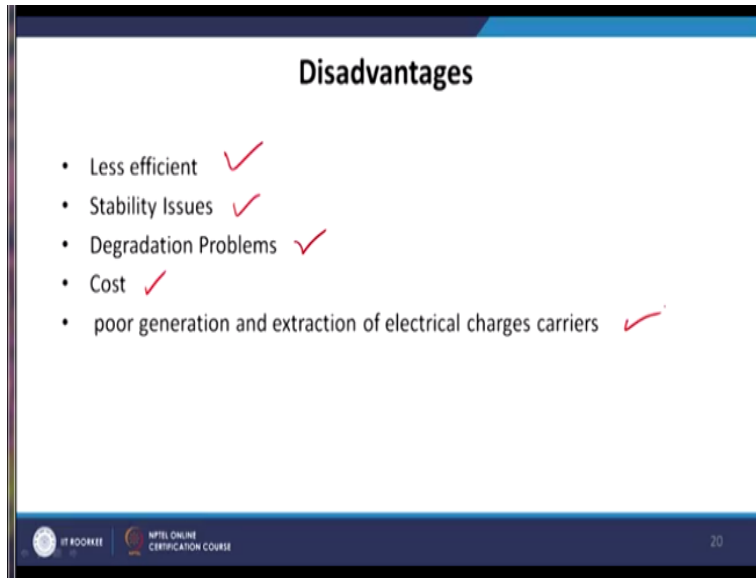 Disadvantages
• Less efficient
• Stability Issues
• Degradation Problems
• Cost
• poor generation and extraction of electrical charges carriers
IIT ROORKEE
NPTEL ONLINE
CERTIFICATION COURSE
20